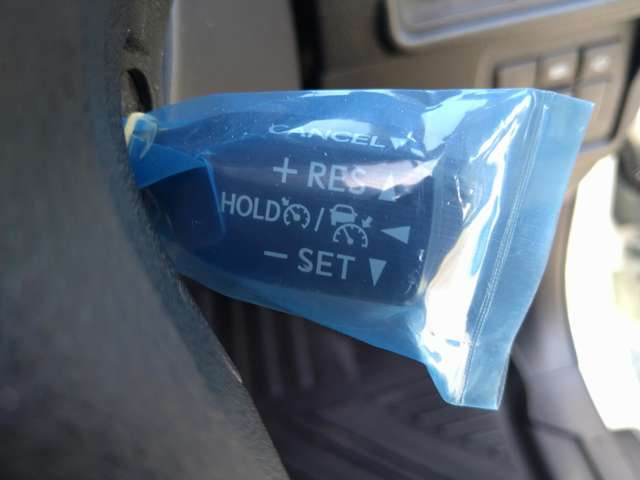 CANCEL
+ RES
HOLD /
− SET